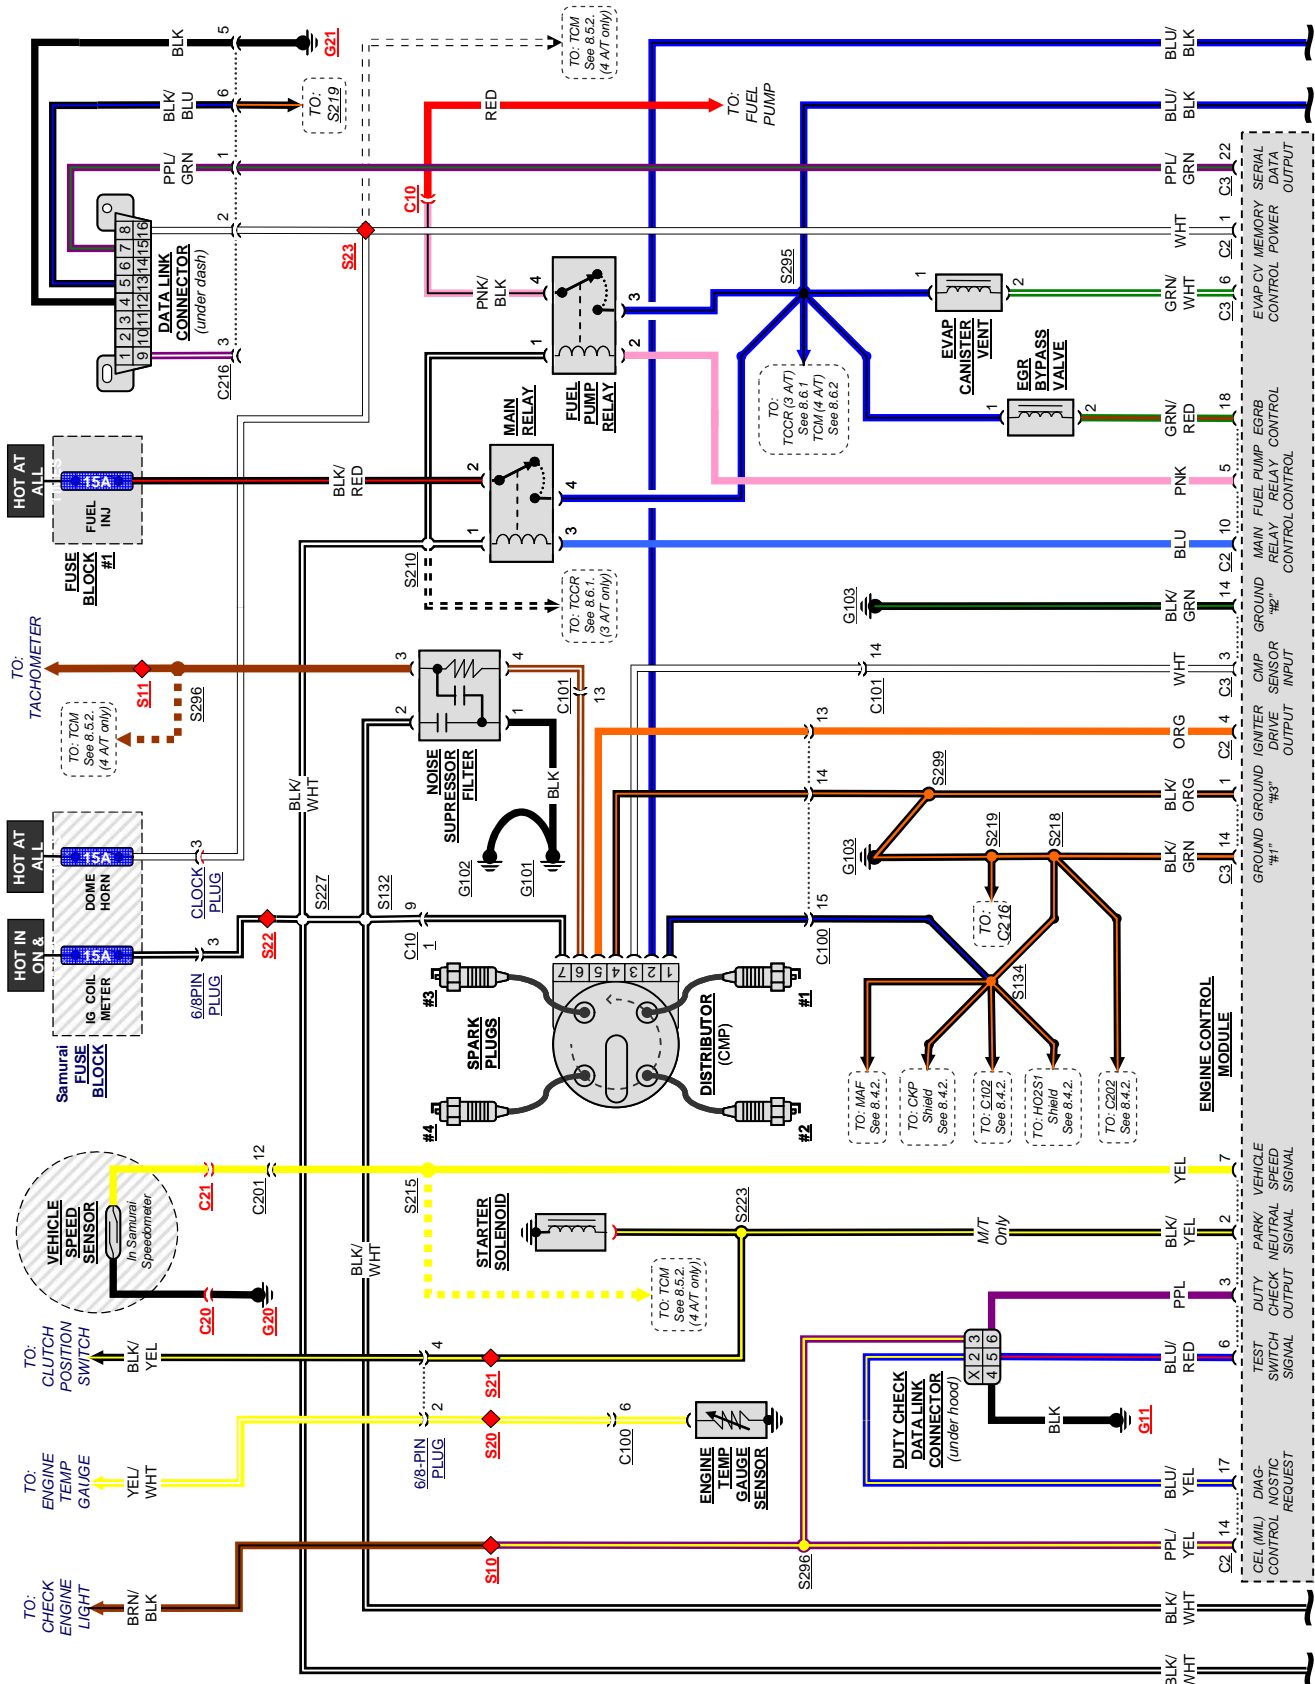 HOT AT
ALL
15A
FUEL
INJ
FUSE
BLOCK
#1
TO:
TACHOMETER
S11
S296
TO: TCM
See 8.5.2.
(4 A/T only)
HOT AT
ALL
15A
DOME
HORN
3
CLOCK
PLUG
HOT IN
ON &
15A
IG COIL
METER
3
6/8PIN
PLUG
Samurai
FUSE
BLOCK
S22
VEHICLE
SPEED
SENSOR
In Samurai
Speedometer
C21
C201
12
C20
G20
TO:
CLUTCH
POSITION
SWITCH
BLK/
YEL
TO:
ENGINE
TEMP
GAUGE
YEL/
WHT
TO:
CHECK
ENGINE
LIGHT
BRN/
BLK
BLK
5
G21
BLK/
BLU
6
TO:
S219
PPL/
GRN
1
2
3
C216
1 2 3 4 5 6 7 8
9 10 11 12 13 14 15 16
DATA LINK
CONNECTOR
(under dash)
S23
TO: TCM
See 8.5.2.
(4 A/T only)
RED
C10
TO:
FUEL
PUMP
PNK/
BLK
4
3
1
2
FUEL
PUMP
RELAY
MAIN
RELAY
BLK/
RED
2
4
1
3
S210
TO: TCCR
See 8.6.1.
(3 A/T only)
S295
TO:
TCCR (3 A/T)
See 8.6.1
TCM (4 A/T)
See 8.6.2
1
2
EVAP
CANISTER
VENT
1
2
EGR
BYPASS
VALVE
G103
3
4
2
1
NOISE
SUPRESSOR
FILTER
C101
13
BLK
G102
G101
BLK/
WHT
S227
S132
9
C10
1
14
C101
13
14
S299
G103
S219
S218
TO:
C216
15
C100
S134
7 6 5 4 3 2 1
#3
#1
#4
#2
SPARK
PLUGS
DISTRIBUTOR
(CMP)
TO: MAF
See 8.4.2.
TO: CKP
Shield
See 8.4.2.
TO: C102
See 8.4.2.
TO: HO2S1
Shield
See 8.4.2.
TO: C202
See 8.4.2.
ENGINE CONTROL
MODULE
S215
STARTER
SOLENOID
S223
M/T
Only
TO: TCM
See 8.5.2.
(4 A/T only)
BLK/
WHT
4
S21
2
6/8-PIN
PLUG
S20
6
C100
ENGINE
TEMP
GAUGE
SENSOR
X 2 3
4 5 6
DUTY CHECK
DATA LINK
CONNECTOR
(under hood)
BLK
G11
S10
S296
BLU/
BLK
BLU/
BLK
PPL/
GRN
22
C3
SERIAL
DATA
OUTPUT
WHT
1
C2
MEMORY
POWER
GRN/
WHT
6
C3
EVAP CV
CONTROL
GRN/
RED
18
EGRB
CONTROL
PNK
5
FUEL PUMP
RELAY
CONTROL
BLU
10
C2
MAIN
RELAY
CONTROL
BLK/
GRN
14
GROUND
"#2"
WHT
3
C3
CMP
SENSOR
INPUT
ORG
4
C2
IGNITER
DRIVE
OUTPUT
BLK/
ORG
1
GROUND
"#3"
BLK/
GRN
14
C3
GROUND
"#1"
YEL
7
VEHICLE
SPEED
SIGNAL
BLK/
YEL
2
PARK/
NEUTRAL
SIGNAL
PPL
3
DUTY
CHECK
OUTPUT
BLU/
RED
6
TEST
SWITCH
SIGNAL
BLU/
YEL
17
DIAG-
NOSTIC
REQUEST
PPL/
YEL
14
C2
CEL (MIL)
CONTROL
BLK/
WHT
BLK/
WHT